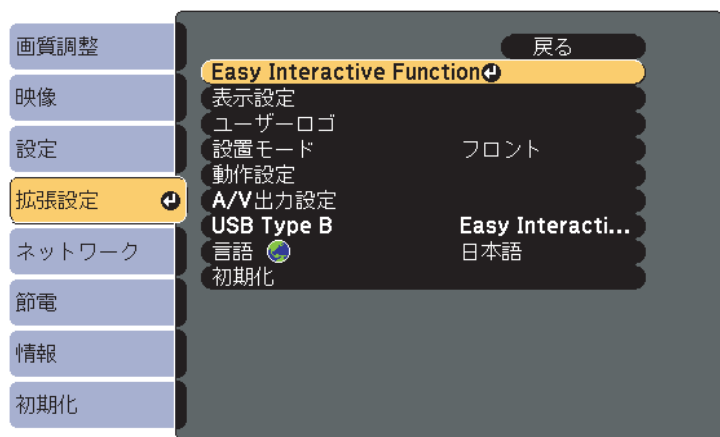 画質調整
映像
設定
拡張設定
ネットワーク
節電
情報
初期化
戻る
Easy Interactive Function
表示設定
ユーザーロゴ
設置モード フロント
動作設定
A/V出力設定
USB Type B Easy Interacti...
言語 日本語
初期化